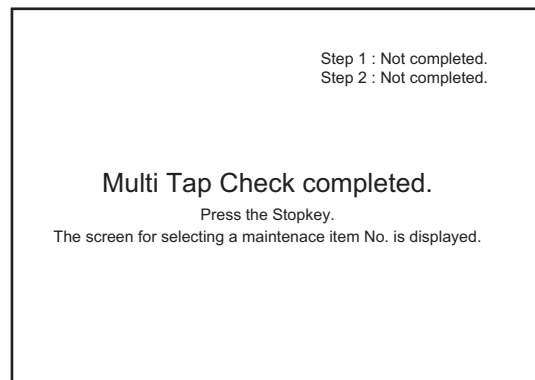 Step 1 : Not completed.
Step 2 : Not completed.
Multi Tap Check completed.
Press the Stopkey.
The screen for selecting a maintenace item No. is displayed.